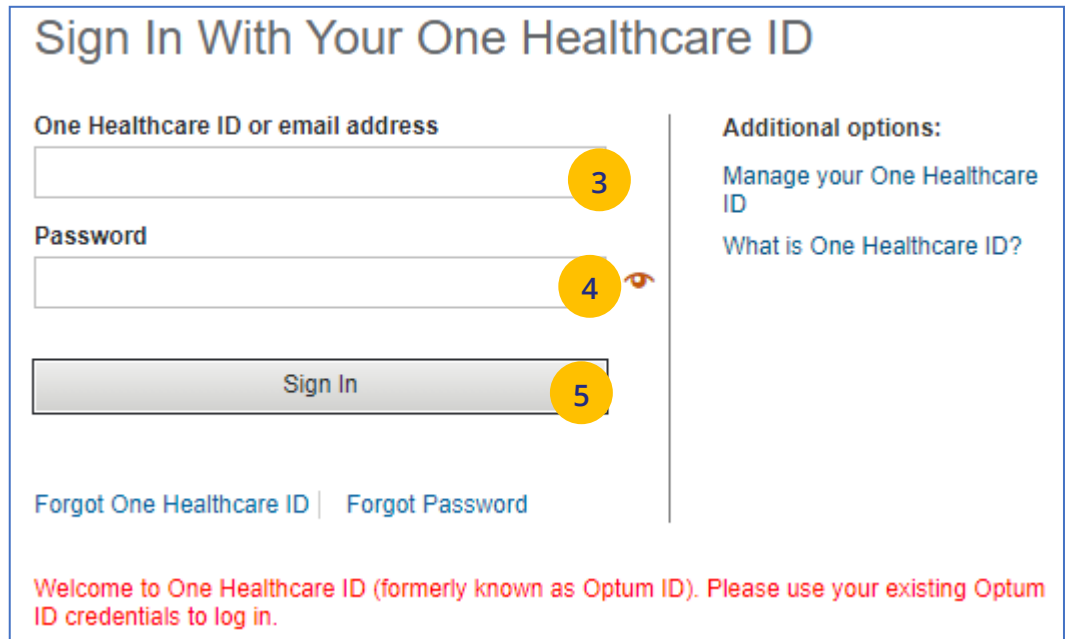 Sign In With Your One Healthcare ID
One Healthcare ID or email address
3
Password
4
Sign In
5
Forgot One Healthcare ID
Forgot Password
Additional options:
Manage your One Healthcare
ID
What is One Healthcare ID?
Welcome to One Healthcare ID (formerly known as Optum ID). Please use your existing Optum
ID credentials to log in.